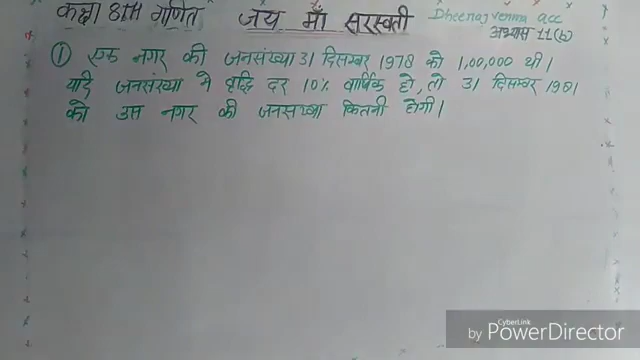 कक्षा 8TH गणित जय माँ सरस्वती Dheeraj verma acc
अभ्यास 11(b)
① एक नगर की जनसंख्या 31 दिसम्बर 1978 को 1,00,000 थी।
यदि जनसंख्या मे वृद्धि दर 10% वार्षिक हो, तो 31 दिसम्बर 1981
को उस नगर की जनसंख्या कितनी होगी।
CyberLink
by PowerDirector